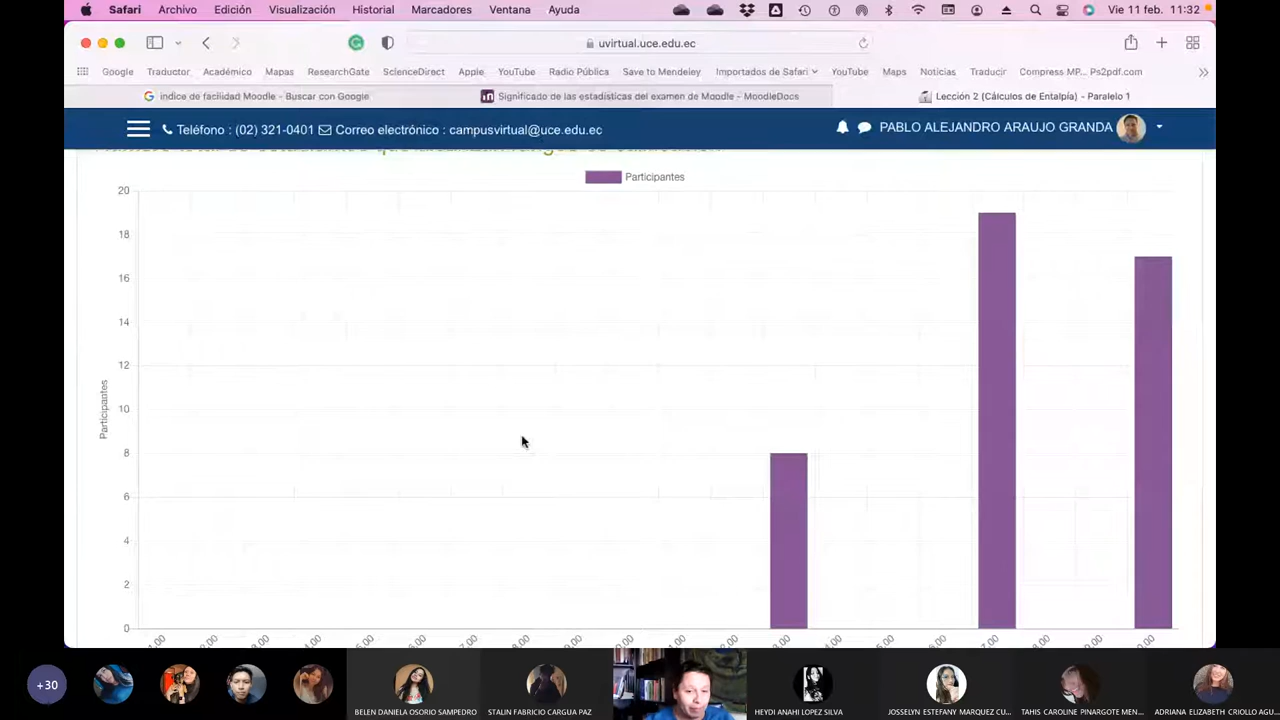 Safari Archivo Edición Visualización Historial Marcadores Ventana Ayuda Vie 11 feb. 11:32
uvirtual.uce.edu.ec
Google Traductor Académico Mapas ResearchGate ScienceDirect Apple YouTube Radio Pública Save to Mendeley Importados de Safari YouTube Maps Noticias Traducir Compress MP... Ps2pdf.com
indice de facilidad Moodle - Buscar con Google Significado de las estadísticas del examen de Moodle - MoodleDocs Lección 2 (Cálculos de Entalpía) - Paralelo 1
Teléfono : (02) 321-0401 Correo electrónico : campusvirtual@uce.edu.ec PABLO ALEJANDRO ARAUJO GRANDA
Participantes
20
18
16
14
12
10
8
6
4
2
0
Participantes
+30 BELEN DANIELA OSORIO SAMPEDRO STALIN FABRICIO CARGUA PAZ HEYDI ANAHI LOPEZ SILVA JOSSELYN ESTEFANY MARQUEZ CU... TAHIS CAROLINE PINARGOTE MEN... ADRIANA ELIZABETH CRIOLLO AGU...